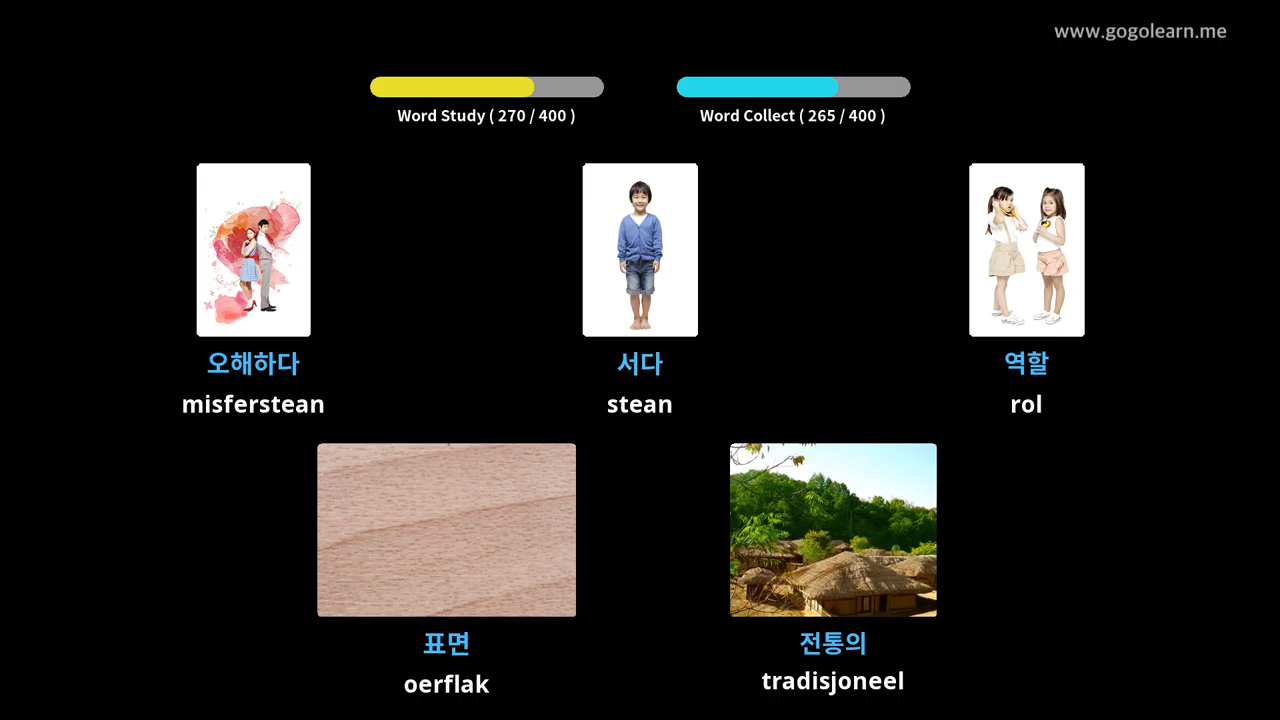 www.gogolearn.me
Word Study ( 270 / 400 )
Word Collect ( 265 / 400 )
오해하다
misferstean
서다
stean
역할
rol
표면
oerflak
전통의
tradisjoneel